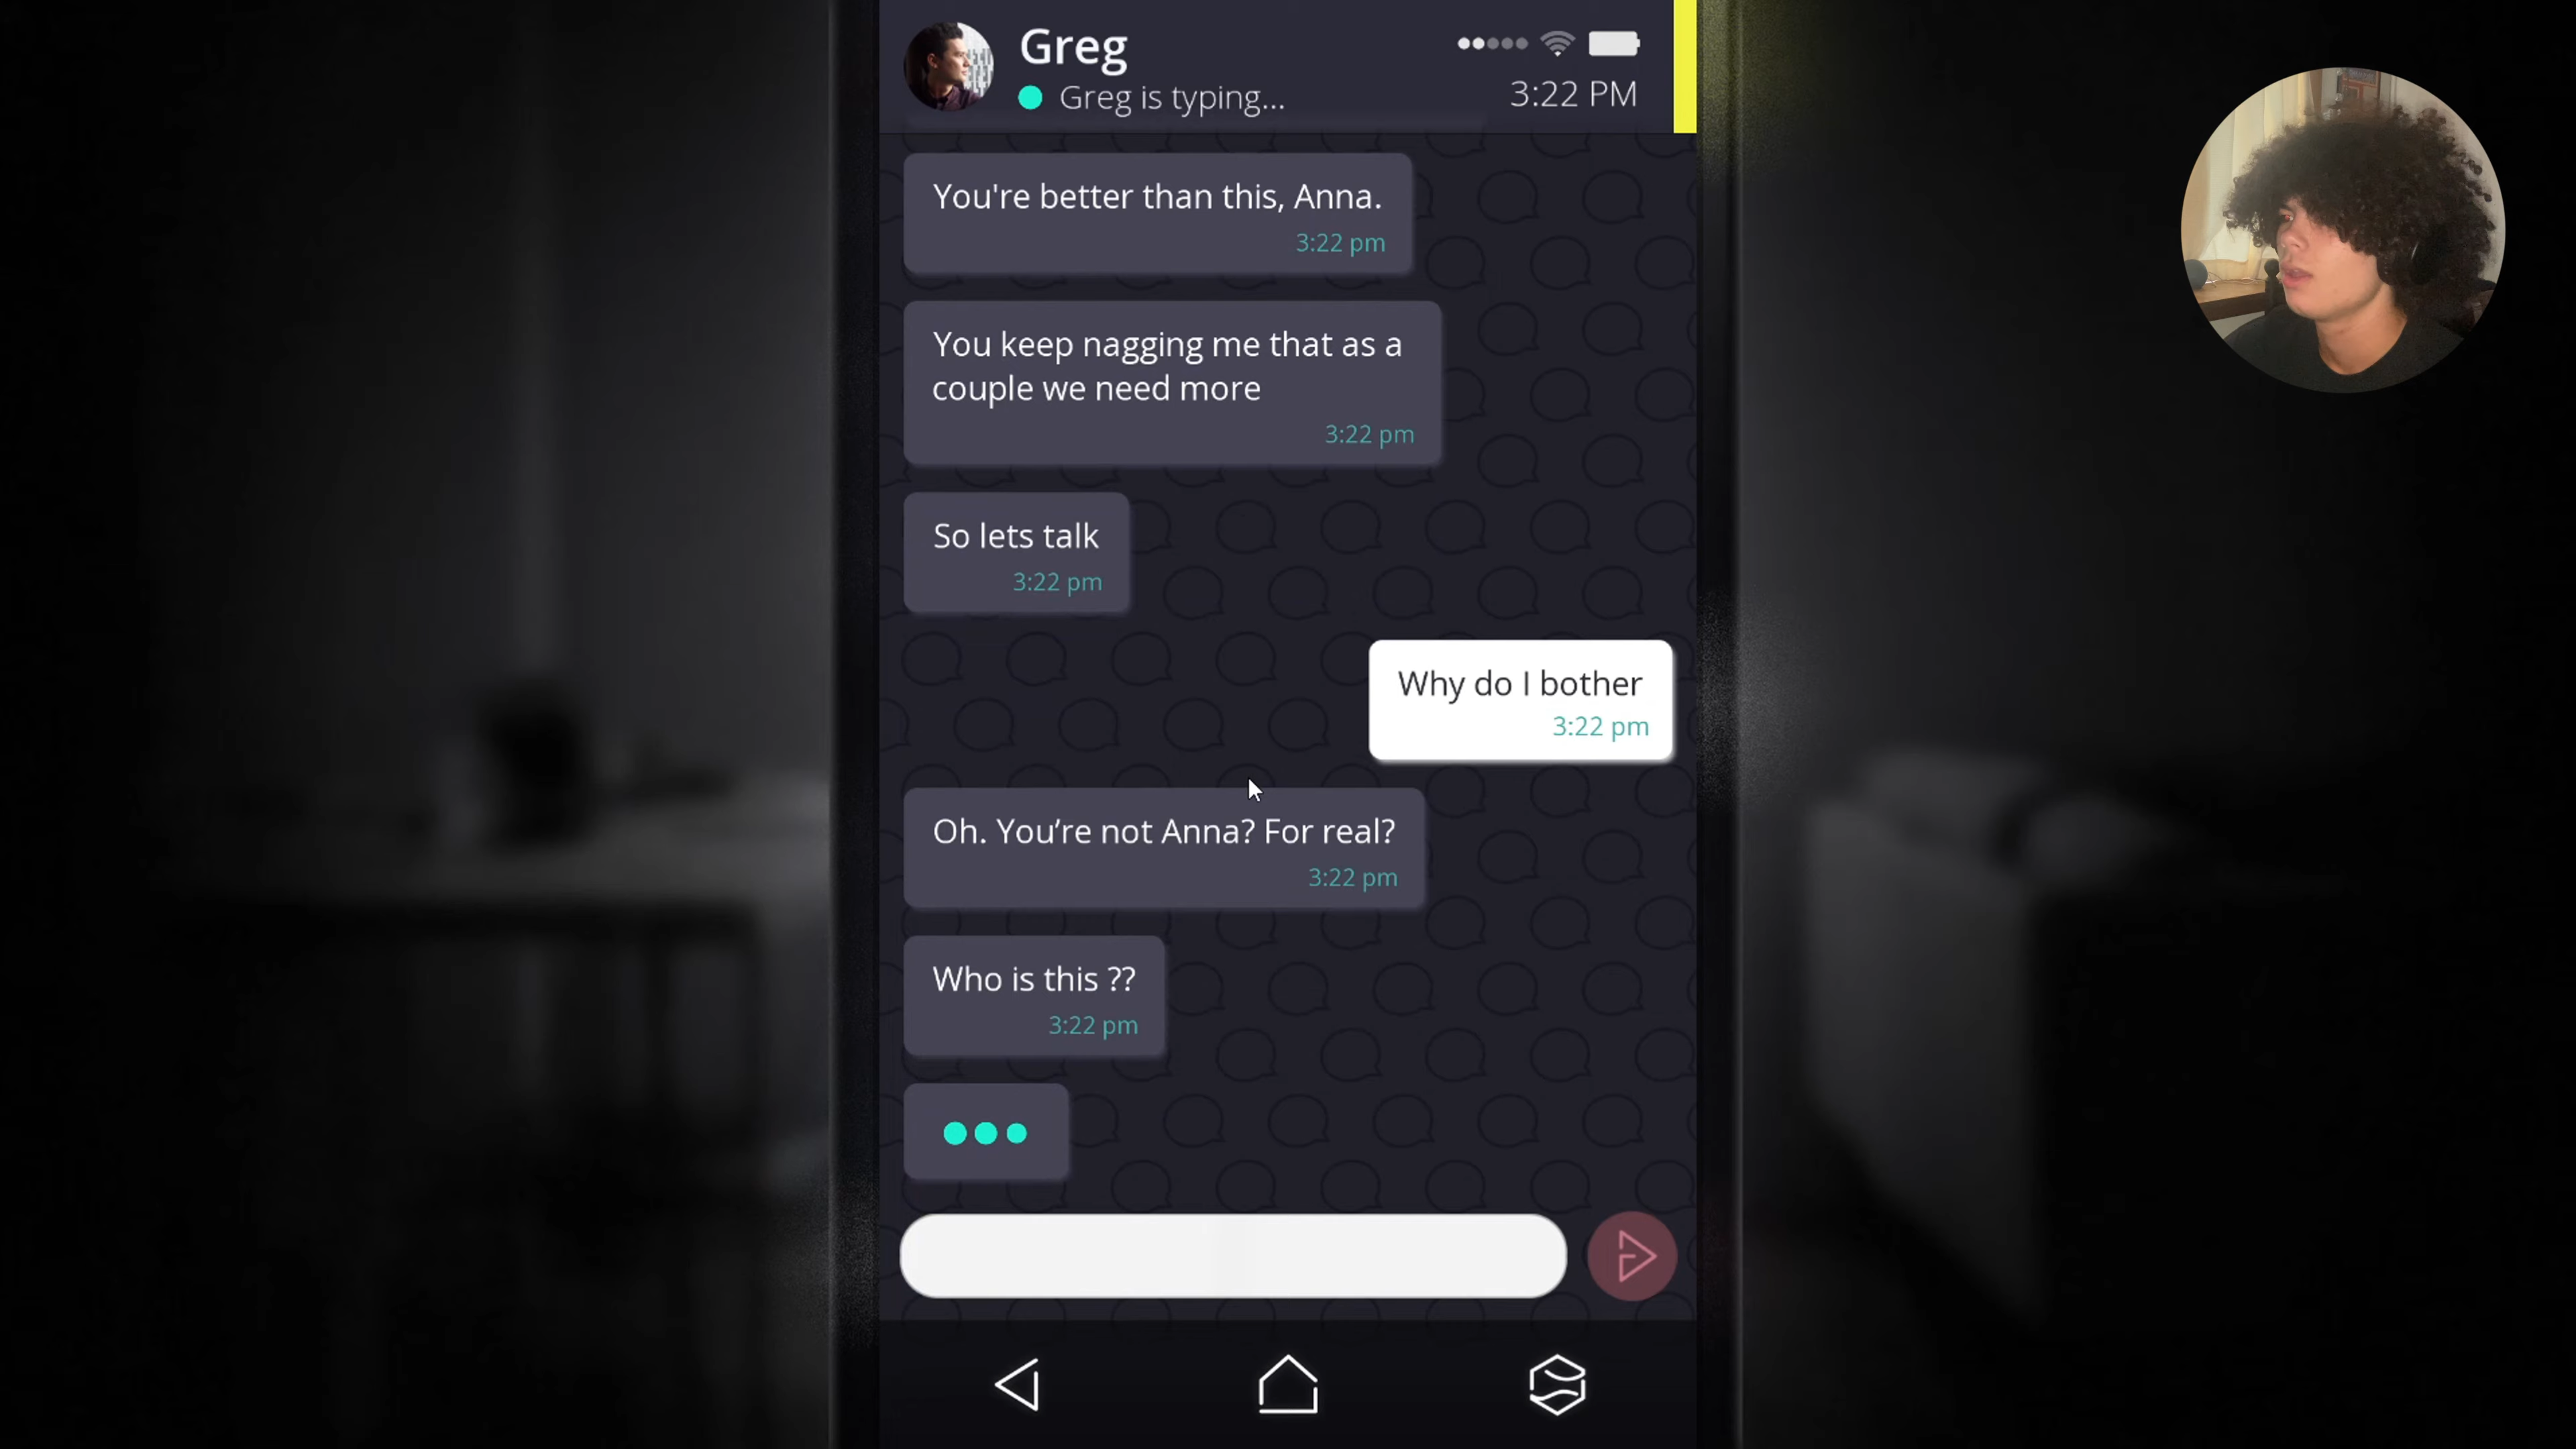 Greg
Greg is typing...
3:22 PM
You're better than this, Anna.
3:22 pm
You keep nagging me that as a
couple we need more
3:22 pm
So lets talk
3:22 pm
Why do I bother
3:22 pm
Oh. You’re not Anna? For real?
3:22 pm
Who is this ??
3:22 pm